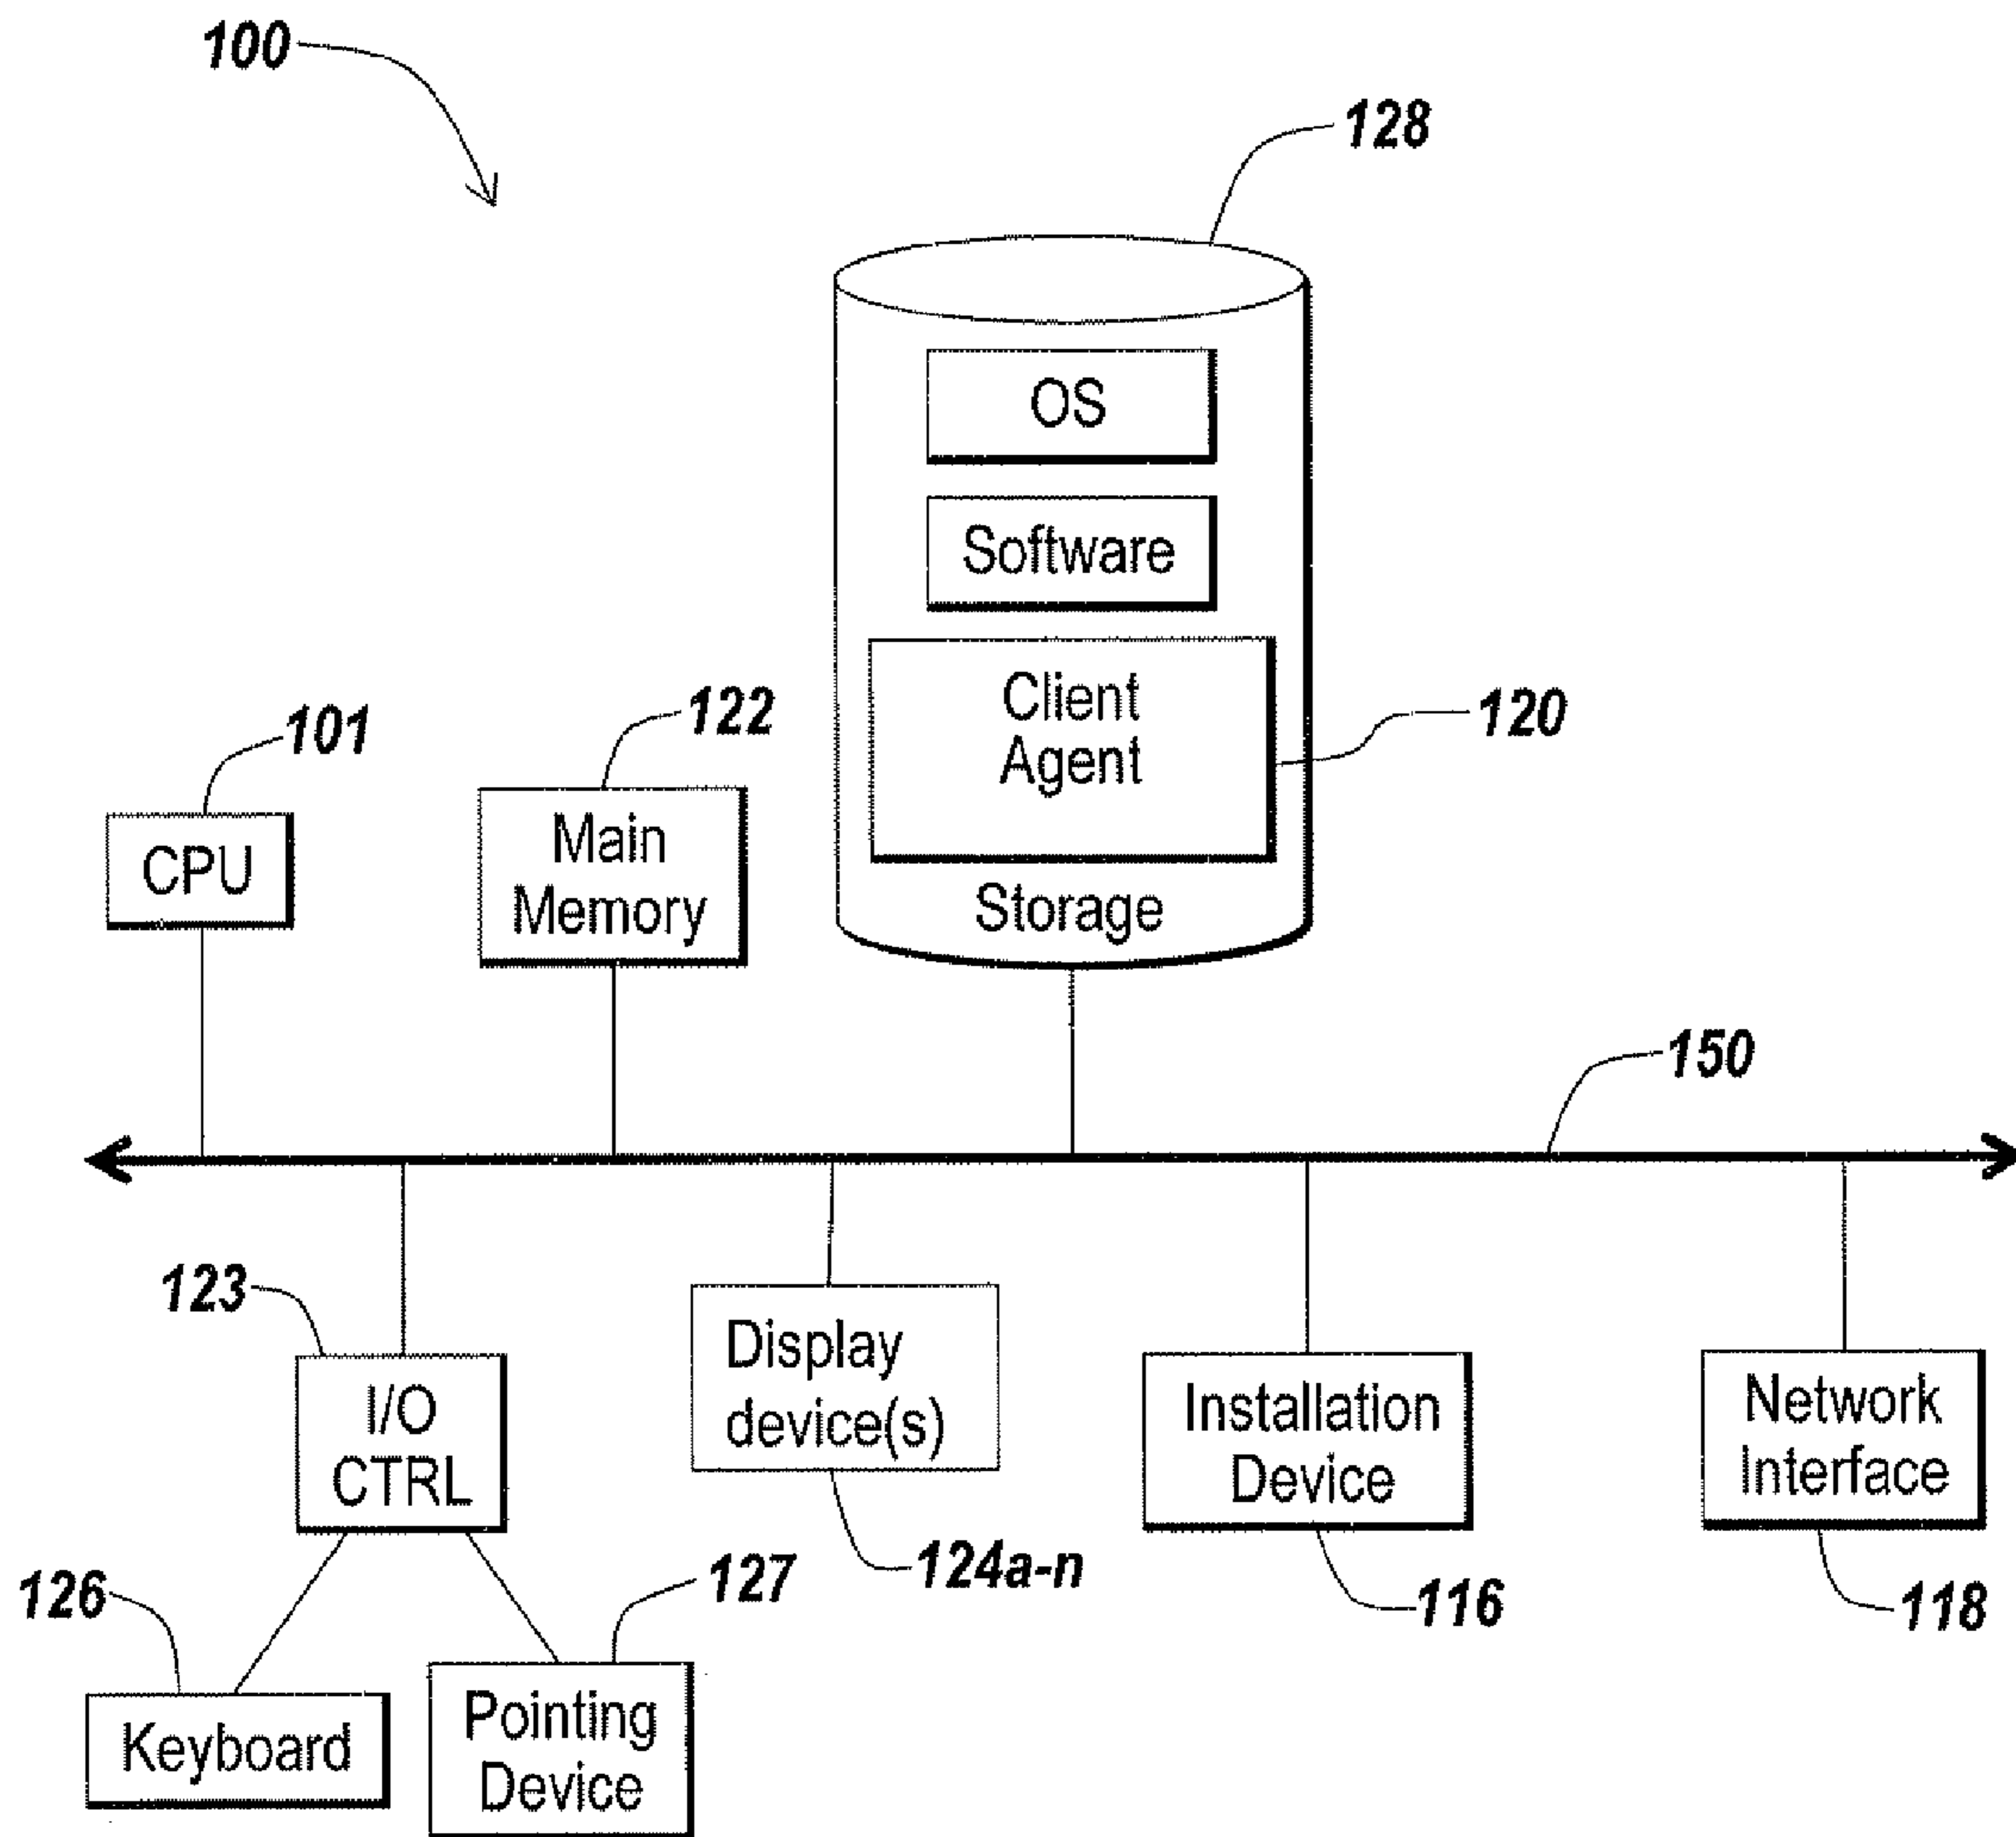 100
128
OS
Software
Client
Agent
120
Storage
101
CPU
122
Main
Memory
150
123
I/O
CTRL
Display
device(s)
124a-n
Installation
Device
116
Network
Interface
118
126
Keyboard
127
Pointing
Device